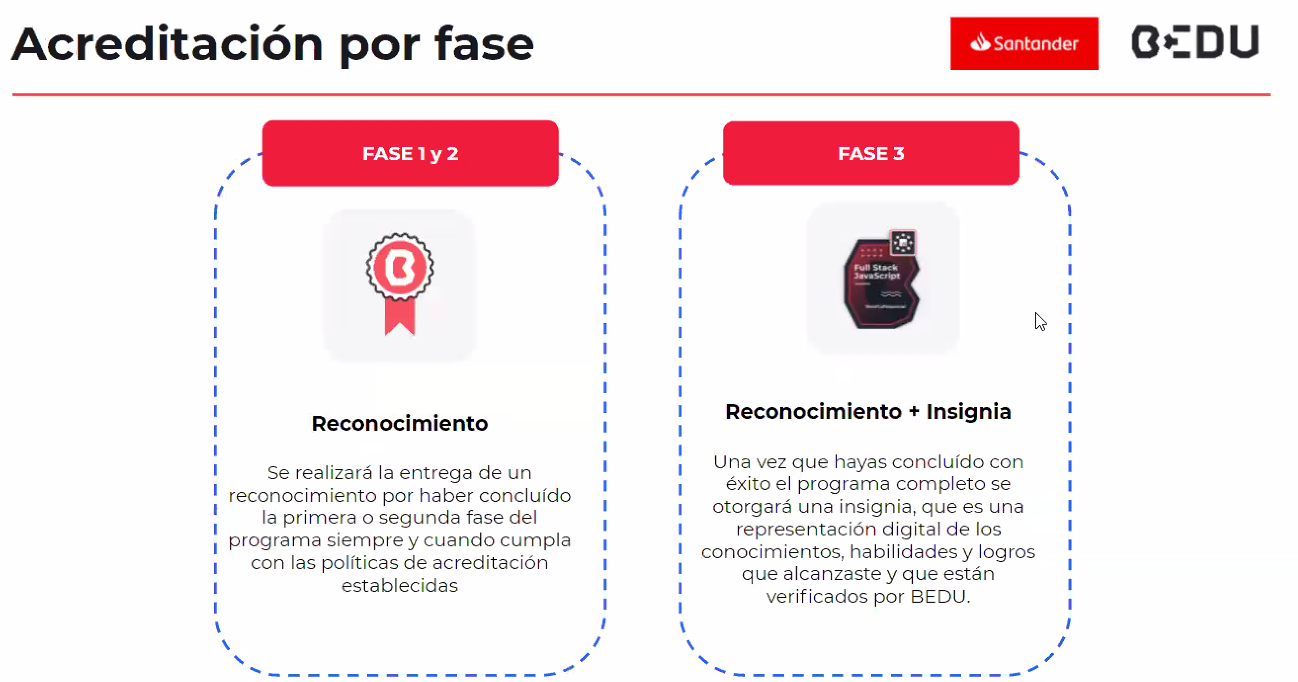 Acreditación por fase
Santander
BEDU
FASE 1 y 2
Reconocimiento
Se realizará la entrega de un
reconocimiento por haber concluído
la primera o segunda fase del
programa siempre y cuando cumpla
con las políticas de acreditación
establecidas
FASE 3
Full Stack
JavaScript
Reconocimiento + Insignia
Una vez que hayas concluído con
éxito el programa completo se
otorgará una insignia, que es una
representación digital de los
conocimientos, habilidades y logros
que alcanzaste y que están
verificados por BEDU.